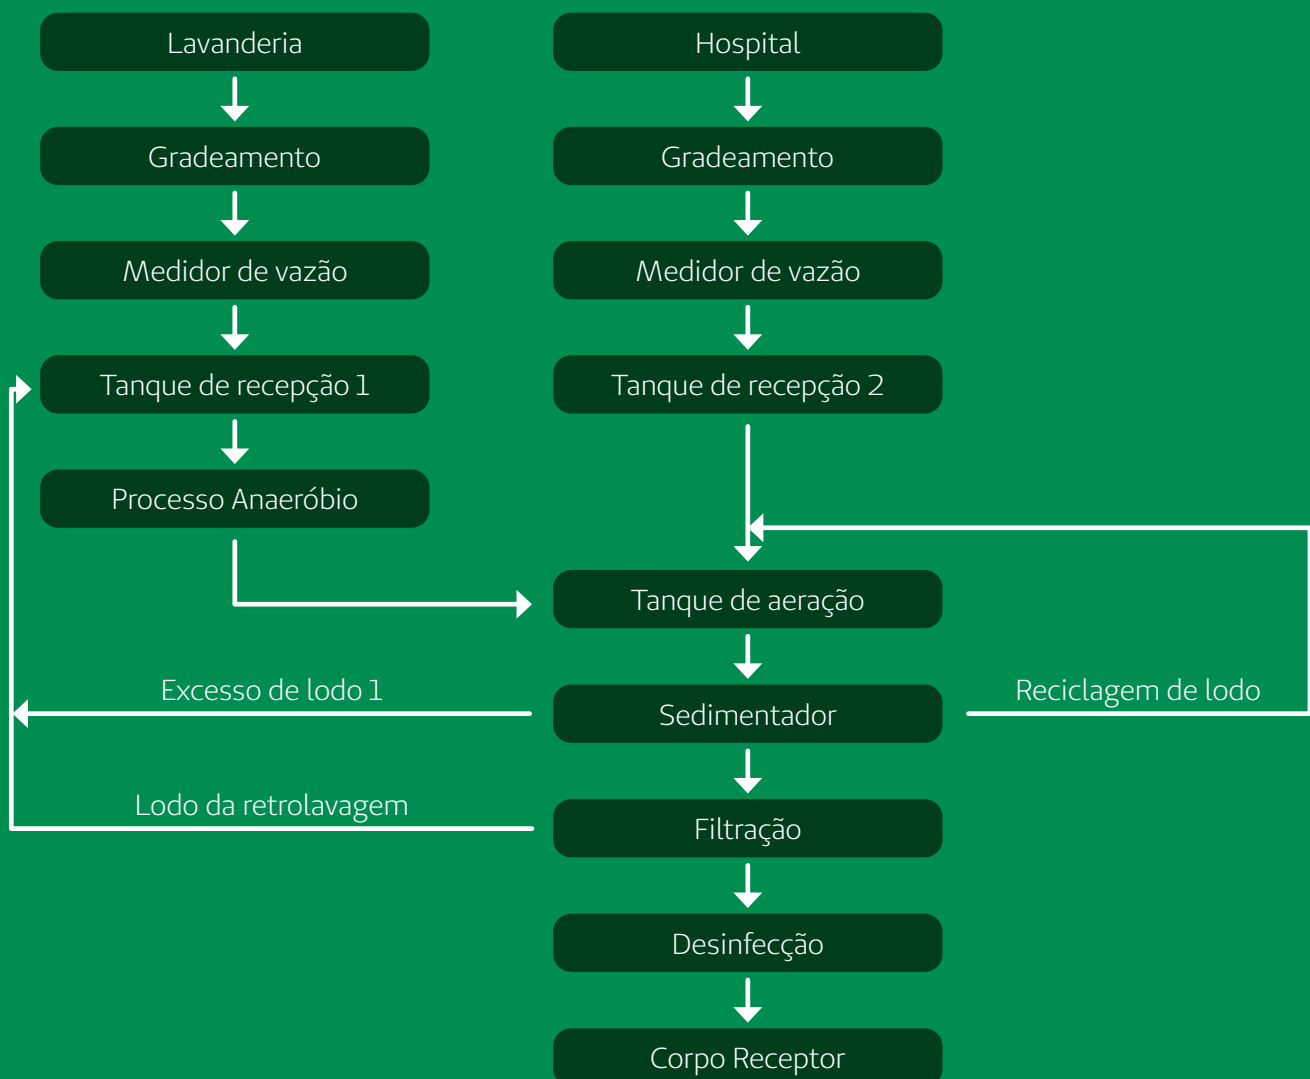 Lavanderia
Hospital
Gradeamento
Gradeamento
Medidor de vazão
Medidor de vazão
Tanque de recepção 1
Tanque de recepção 2
Processo Anaeróbio
Tanque de aeração
Excesso de lodo 1
Sedimentador
Reciclagem de lodo
Lodo da retrolavagem
Filtração
Desinfecção
Corpo Receptor